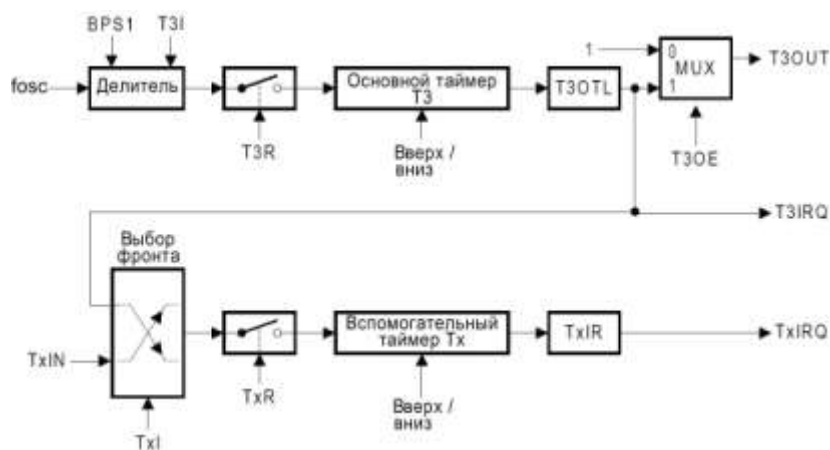 BPS1
T3I
fosc
Делитель
T3R
Основной таймер
T3
Вверх /
вниз
T3OTL
1
0
MUX
1
T3OUT
T3OE
T3IRQ
Выбор
фронта
TxIN
TxI
TxR
Вспомогательный
таймер Tx
Вверх /
вниз
TxIR
TxIRQ